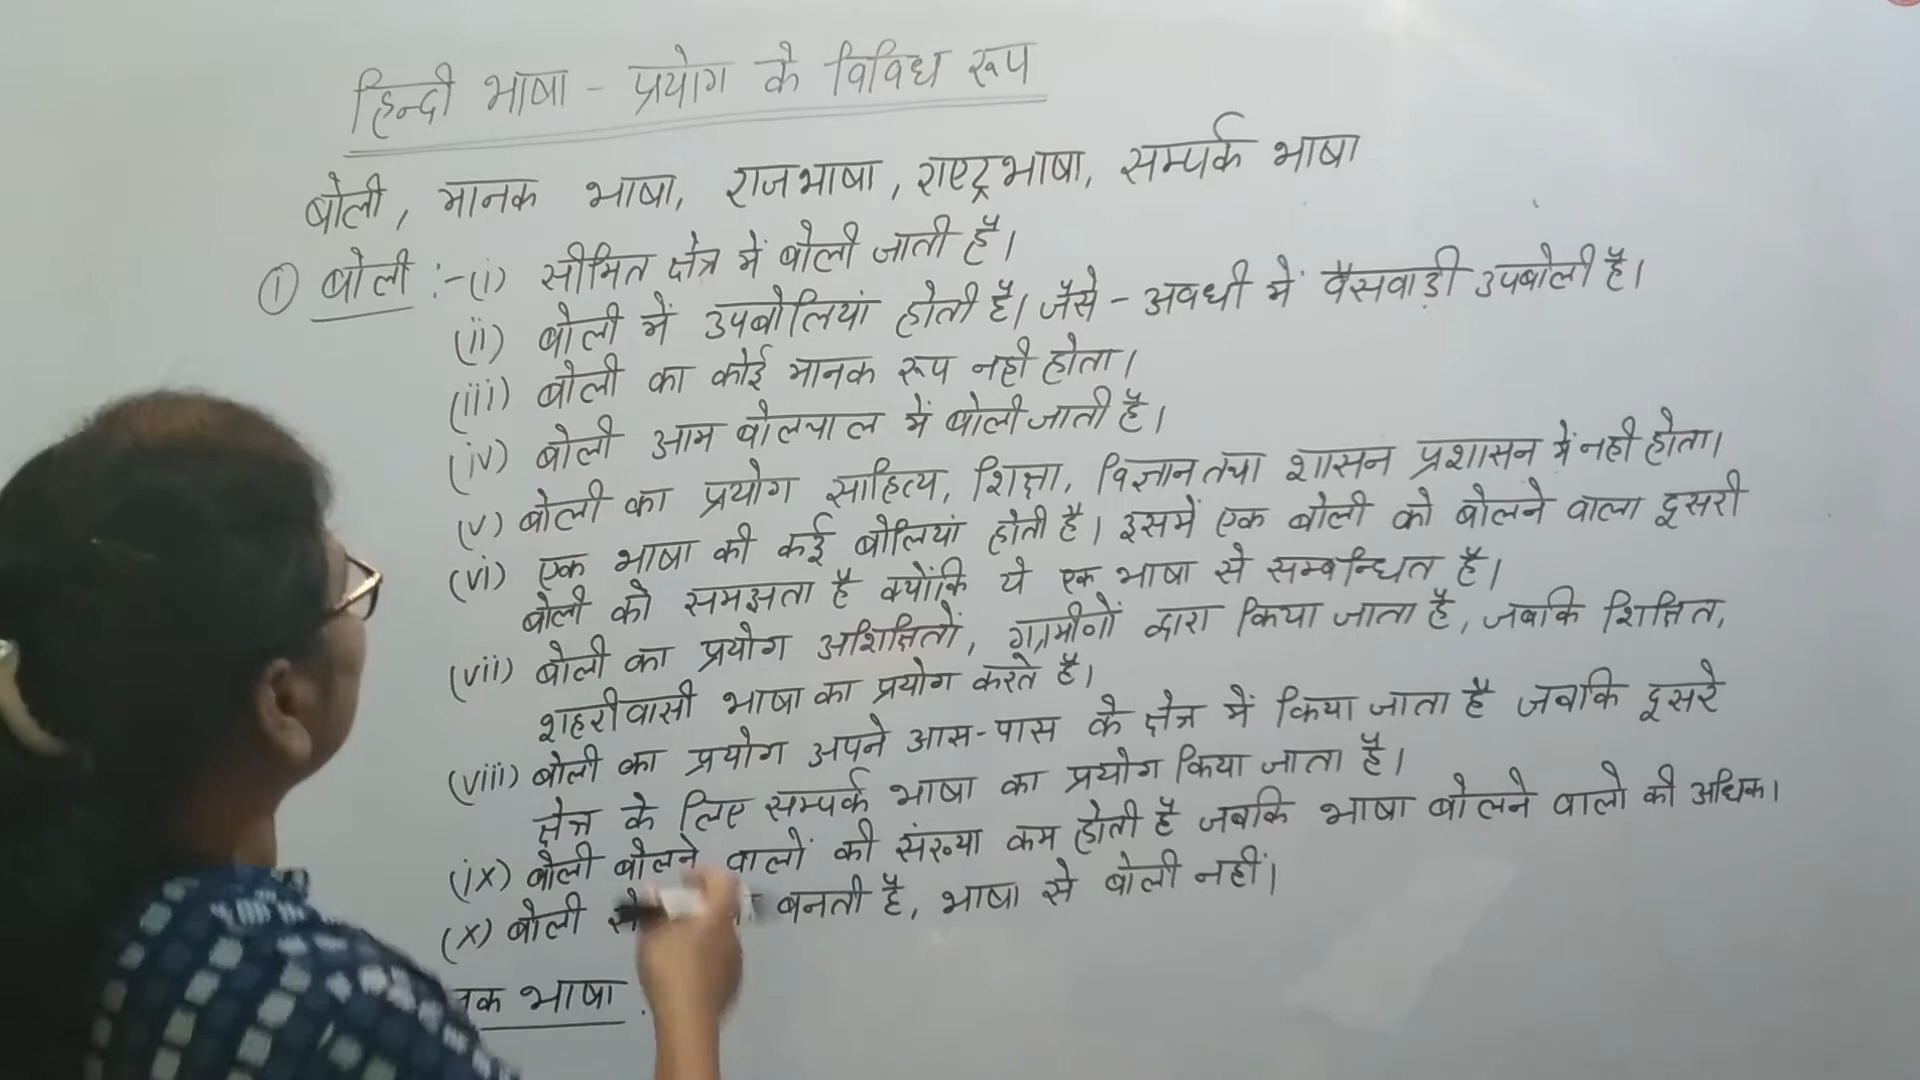 हिन्दी भाषा - प्रयोग के विविध रूप
बोली, मानक भाषा, राजभाषा, राष्ट्रभाषा, सम्पर्क भाषा
① बोली :- (i) सीमित क्षेत्र में बोली जाती है।
(ii) बोली में उपबोलियां होती हैं। जैसे - अवधी में वैसवाड़ी उपबोली है।
(iii) बोली का कोई मानक रूप नही होता।
(iv) बोली आम बोलचाल में बोली जाती है।
(v) बोली का प्रयोग साहित्य, शिक्षा, विज्ञान तथा शासन प्रशासन में नही होता।
(vi) एक भाषा की कई बोलियां होती है। इसमें एक बोली को बोलने वाला दूसरी
बोली को समझता है क्योंकि ये एक भाषा से सम्बन्धित है।
(vii) बोली का प्रयोग अशिक्षितों, ग्रामीणों द्वारा किया जाता है, जबकि शिक्षित,
शहरीवासी भाषा का प्रयोग करते है।
(viii) बोली का प्रयोग अपने आस-पास के क्षेत्र में किया जाता है जबकि दूसरे
क्षेत्र के लिए सम्पर्क भाषा का प्रयोग किया जाता है।
(ix) बोली बोलने वालों की संख्या कम होती है जबकि भाषा बोलने वालो की अधिक।
(x) बोली से बनती है, भाषा से बोली नहीं।
नक भाषा